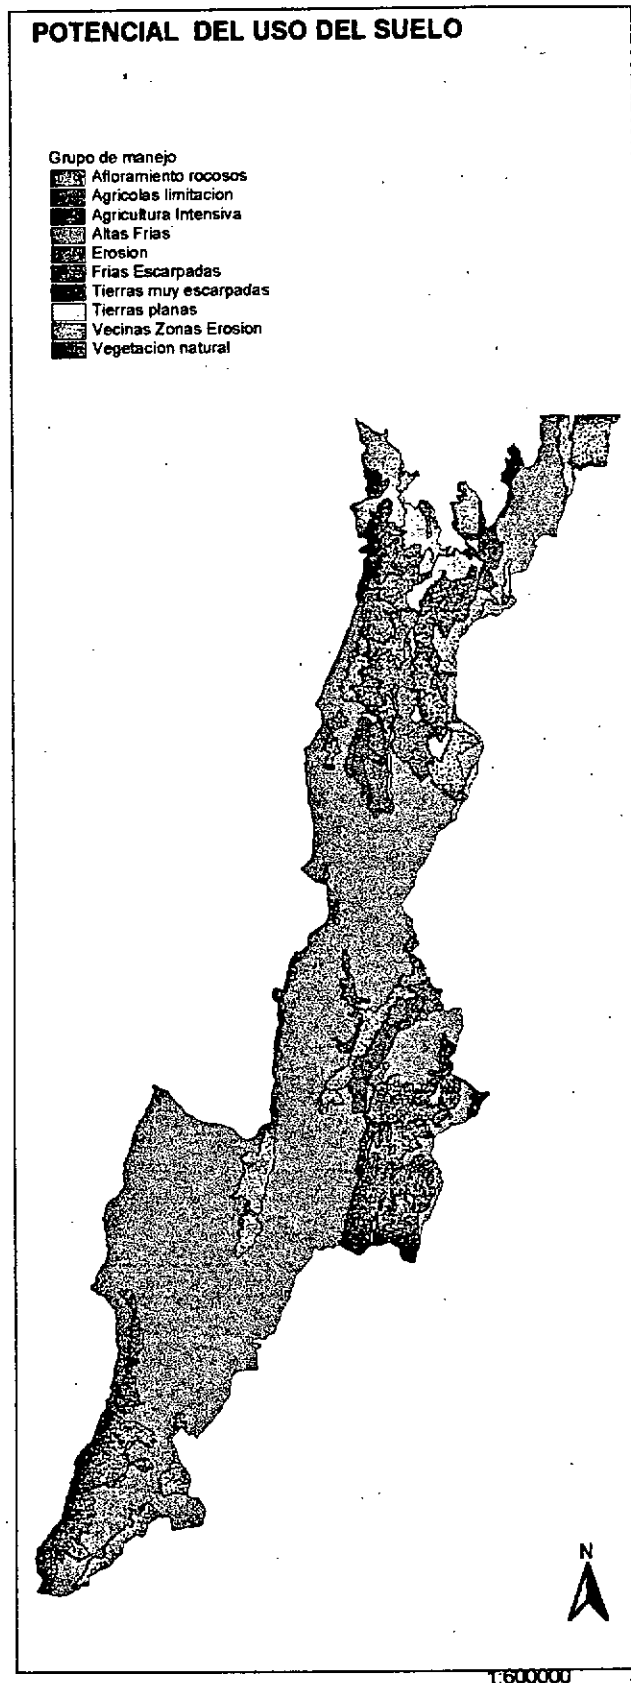 POTENCIAL DEL USO DEL SUELO
Grupo de manejo
Afloramiento rocosos
Agricolas limitacion
Agricultura Intensiva
Altas Frias
Erosion
Frias Escarpadas
Tierras muy escarpadas
Tierras planas
Vecinas Zonas Erosion
Vegetacion natural
N
1:600000